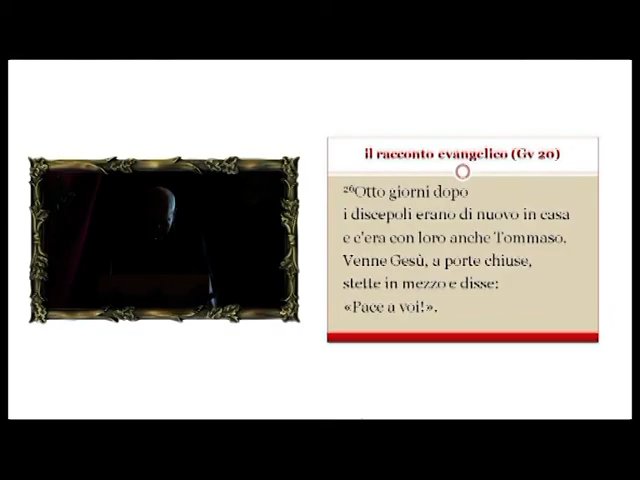 il racconto evangelico (Gv 20)
²⁶Otto giorni dopo
i discepoli erano di nuovo in casa
e c'era con loro anche Tommaso.
Venne Gesù, a porte chiuse,
stette in mezzo e disse:
«Pace a voi!».